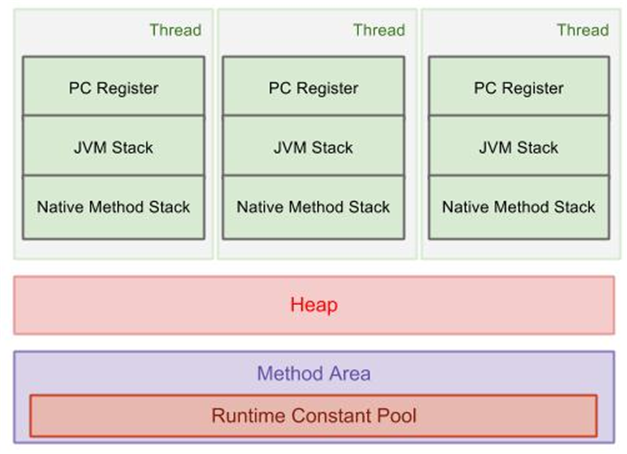 Thread
PC Register
JVM Stack
Native Method Stack
Thread
PC Register
JVM Stack
Native Method Stack
Thread
PC Register
JVM Stack
Native Method Stack
Heap
Method Area
Runtime Constant Pool